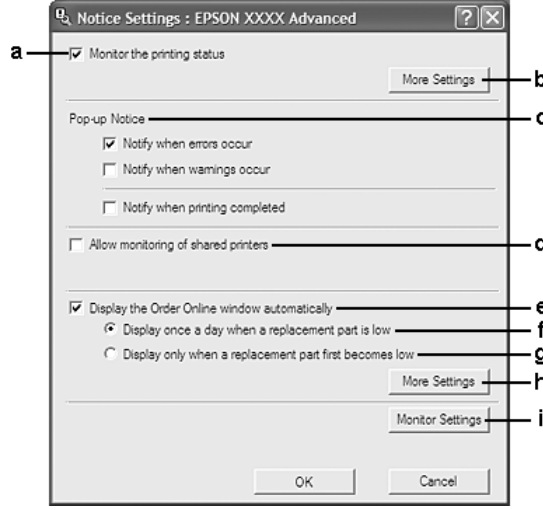 Notice Settings : EPSON XXXX Advanced
a Monitor the printing status
More Settings b
Pop-up Notice c
Notify when errors occur
Notify when warnings occur
Notify when printing completed
Allow monitoring of shared printers d
Display the Order Online window automatically e
Display once a day when a replacement part is low f
Display only when a replacement part first becomes low g
More Settings h
Monitor Settings i
OK Cancel